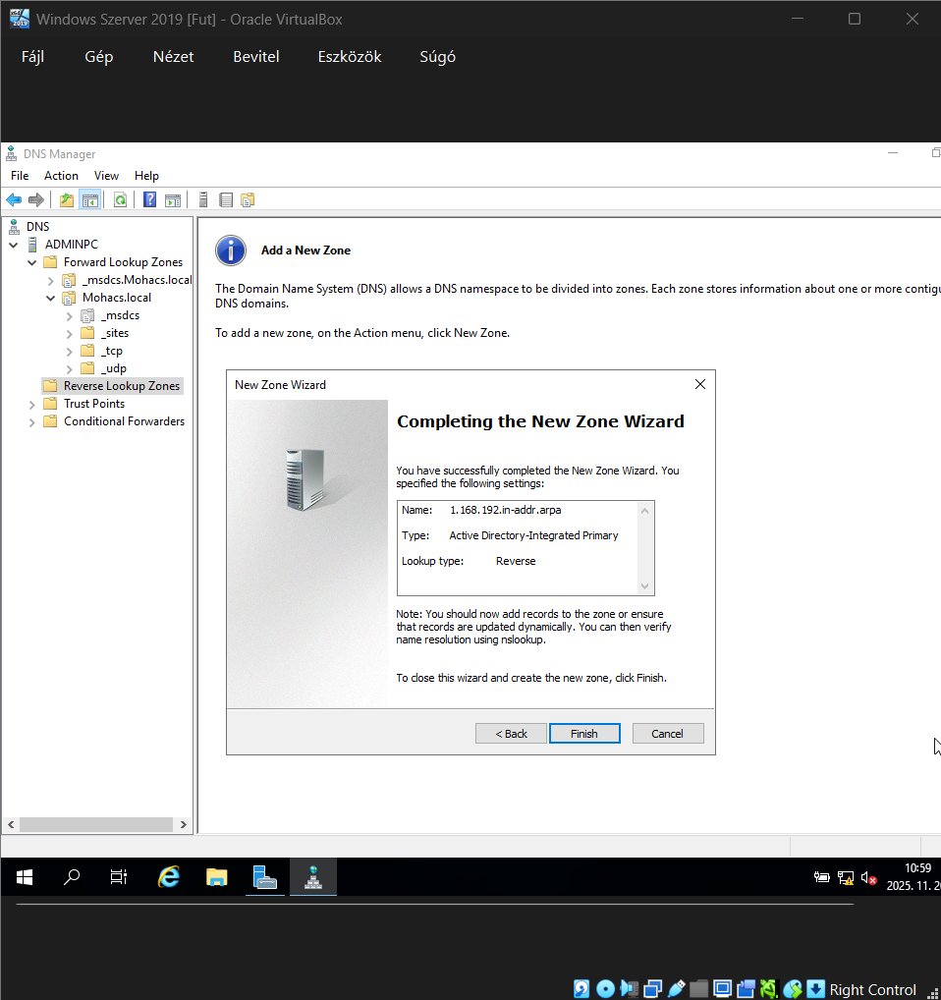 Windows Szerver 2019 [Fut] - Oracle VirtualBox
Fájl Gép Nézet Bevitel Eszközök Súgó
DNS Manager
File Action View Help
DNS
ADMINPC
Forward Lookup Zones
_msdcs.Mohacs.local
Mohacs.local
_msdcs
_sites
_tcp
_udp
Reverse Lookup Zones
Trust Points
Conditional Forwarders
Add a New Zone
The Domain Name System (DNS) allows a DNS namespace to be divided into zones. Each zone stores information about one or more contigu
DNS domains.
To add a new zone, on the Action menu, click New Zone.
New Zone Wizard
Completing the New Zone Wizard
You have successfully completed the New Zone Wizard. You
specified the following settings:
Name: 1.168.192.in-addr.arpa
Type: Active Directory-Integrated Primary
Lookup type: Reverse
Note: You should now add records to the zone or ensure
that records are updated dynamically. You can then verify
name resolution using nslookup.
To close this wizard and create the new zone, click Finish.
< Back Finish Cancel
10:59
2025. 11.
Right Control